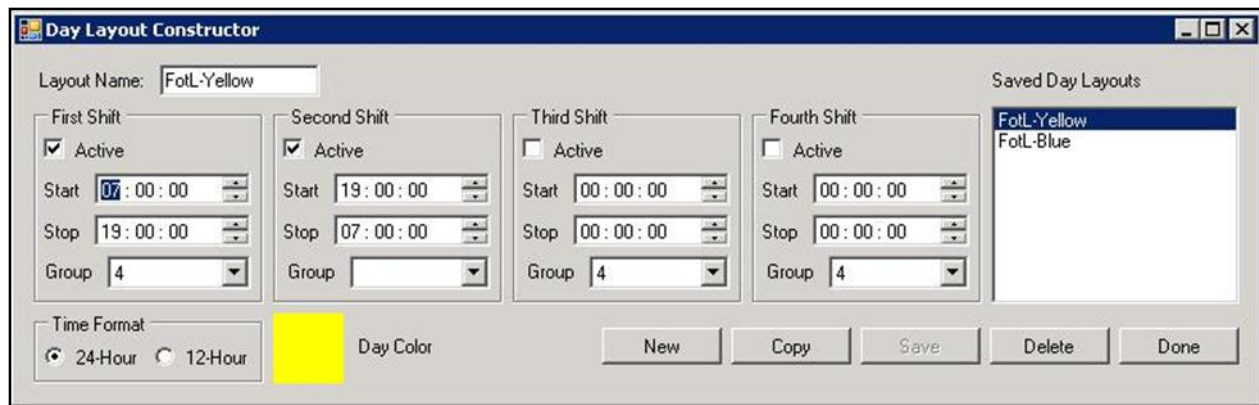 Day Layout Constructor
Layout Name: FotL-Yellow
Saved Day Layouts
First Shift
Active
Start 07 : 00 : 00
Stop 19 : 00 : 00
Group 4
Second Shift
Active
Start 19 : 00 : 00
Stop 07 : 00 : 00
Group
Third Shift
Active
Start 00 : 00 : 00
Stop 00 : 00 : 00
Group 4
Fourth Shift
Active
Start 00 : 00 : 00
Stop 00 : 00 : 00
Group 4
FotL-Yellow
FotL-Blue
Time Format
24-Hour 12-Hour
Day Color
New Copy Save Delete Done